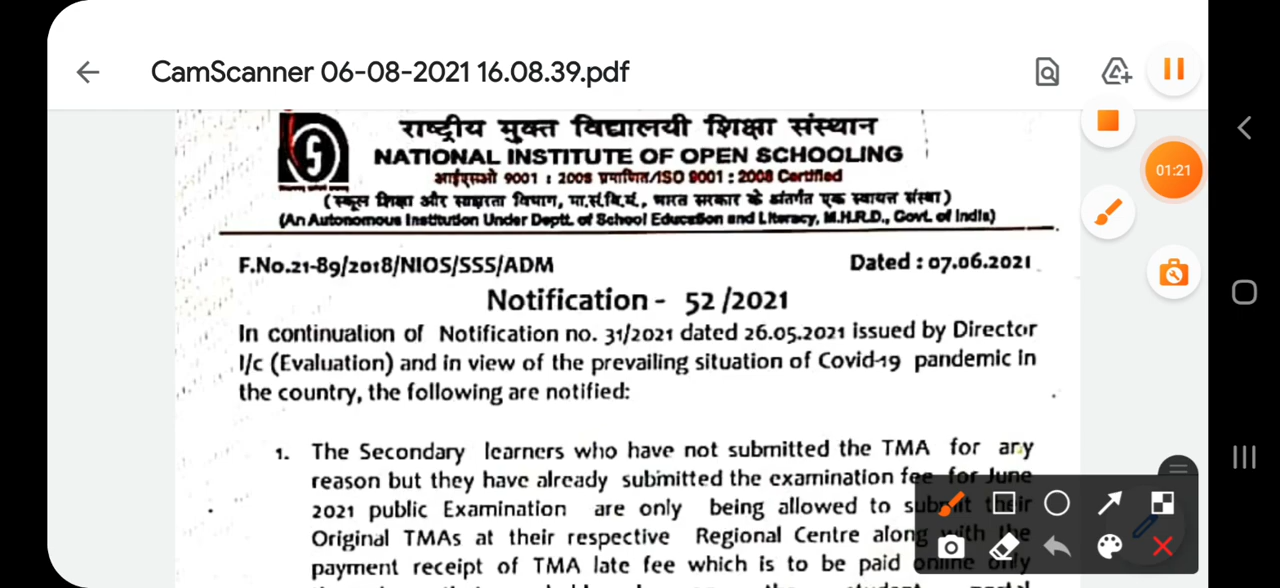 CamScanner 06-08-2021 16.08.39.pdf
01:21
राष्ट्रीय मुक्त विद्यालयी शिक्षा संस्थान
NATIONAL INSTITUTE OF OPEN SCHOOLING
आईएसओ 9001 : 2008 प्रमाणित/ISO 9001 : 2008 Certified
(स्कूल शिक्षा और साक्षरता विभाग, मा.सं.वि.मं., भारत सरकार के अंतर्गत एक स्वायत्त संस्था)
(An Autonomous Institution Under Deptt. of School Education and Literacy, M.H.R.D., Govt. of India)
F.No.21-89/2018/NIOS/SSS/ADM
Dated : 07.06.2021
Notification - 52 /2021
In continuation of Notification no. 31/2021 dated 26.05.2021 issued by Director
I/c (Evaluation) and in view of the prevailing situation of Covid-19 pandemic in
the country, the following are notified:
1. The Secondary learners who have not submitted the TMA for any
reason but they have already submitted the examination fee for June
2021 public Examination are only being allowed to submit their
Original TMAs at their respective Regional Centre along with the
payment receipt of TMA late fee which is to be paid online only